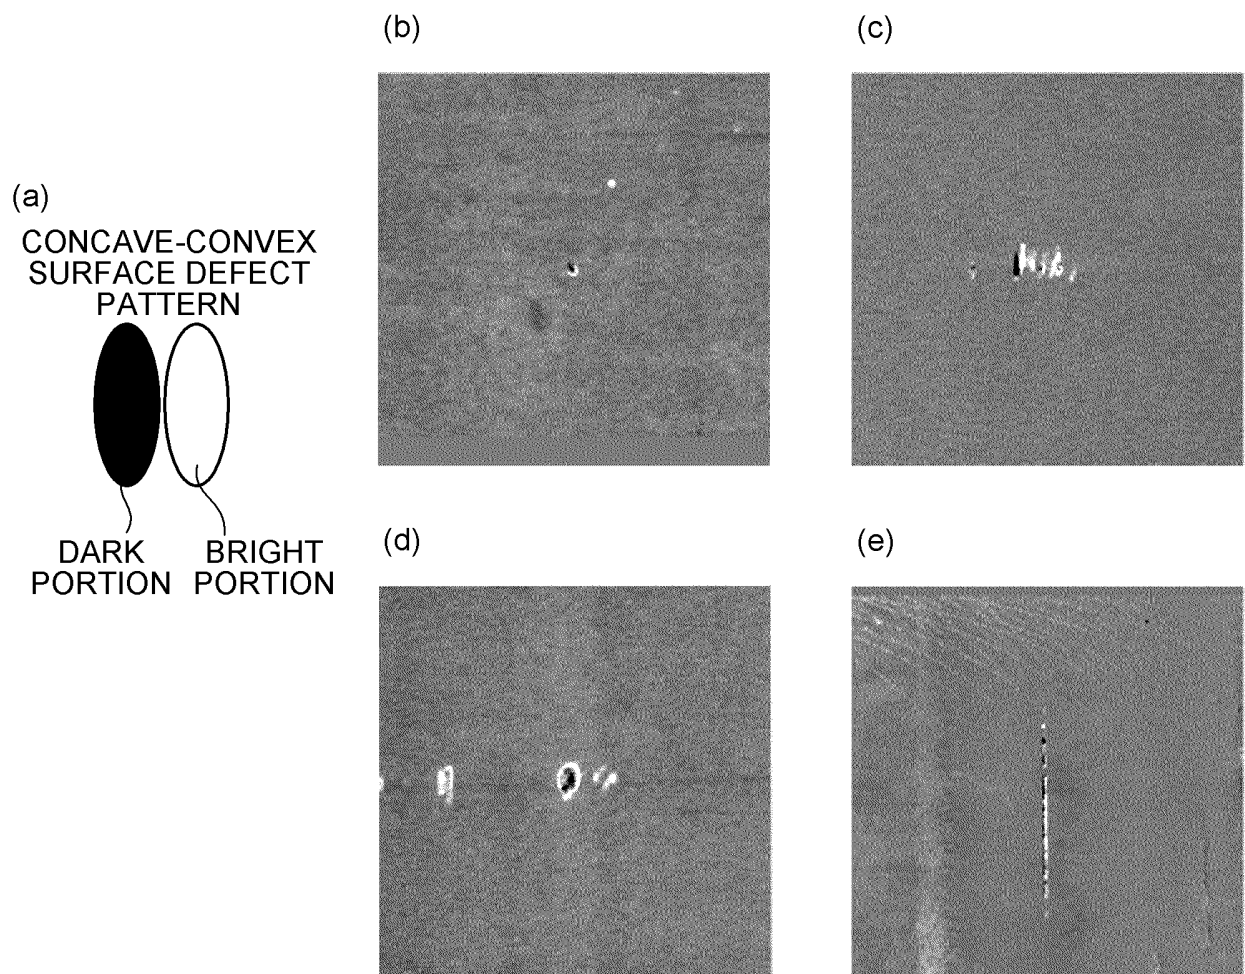 (b)
(c)
(a)
CONCAVE-CONVEX
SURFACE DEFECT
PATTERN
DARK
PORTION
BRIGHT
PORTION
(d)
(e)